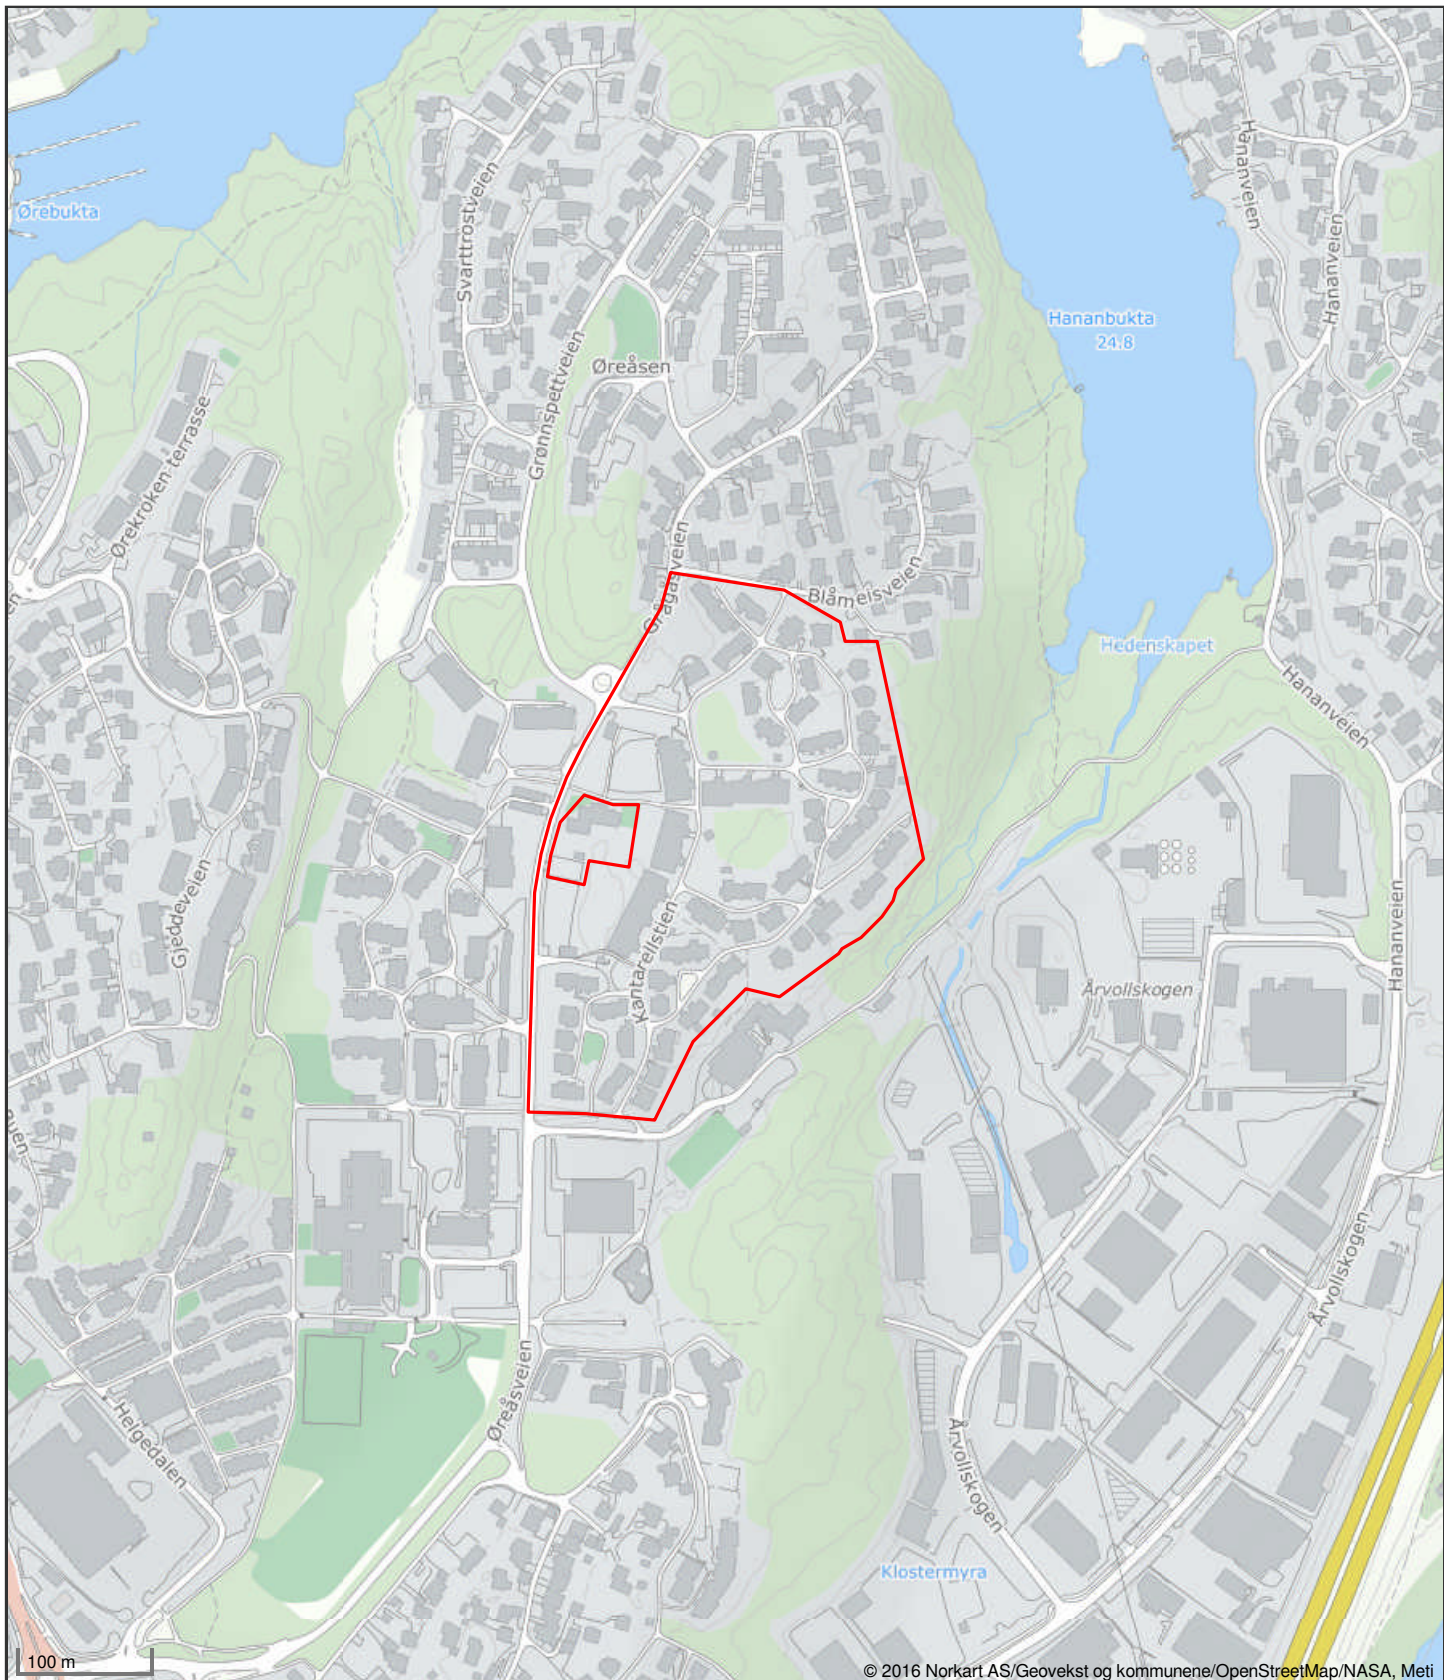 Hananveien
Svarttrostveien
Ørebukta
Hananveien
Hananbukta
24.8
Grønnspettveien
Øreåsen
Ørekroken terrasse
Grågåsveien
Blåmeisveien
Hedenskapet
Hananveien
Gjeddeveien
Kantarellstien
Hananveien
Årvollskogen
Årvollskogen
Øreåsveien
Helgedalen
Årvollskogen
Klostermyra
100 m
© 2016 Norkart AS/Geovekst og kommunene/OpenStreetMap/NASA, Meti